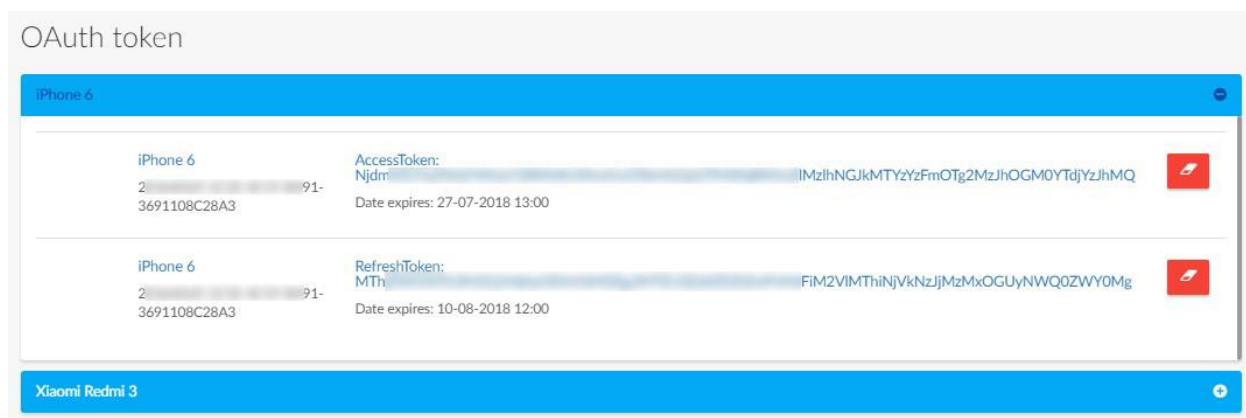 OAuth token
iPhone 6
iPhone 6
AccessToken:
2 91-
3691108C28A3
Njdm lMzlhNGJkMTYzYzFmOTg2MzJhOGM0YTdjYzJhMQ
Date expires: 27-07-2018 13:00
iPhone 6
RefreshToken:
2 91-
3691108C28A3
MTh FiM2VlMThiNjVkNzJjMzMxOGUyNWQ0ZWY0Mg
Date expires: 10-08-2018 12:00
Xiaomi Redmi 3